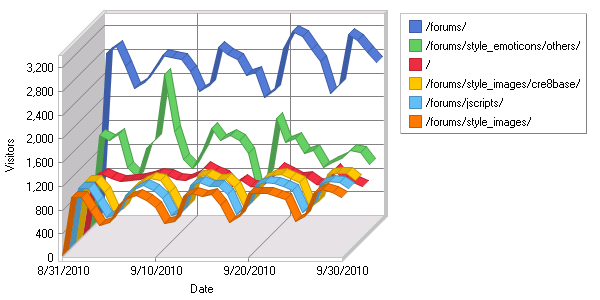 /forums/
/forums/style_emoticons/others/
/
/forums/style_images/cre8base/
/forums/jscripts/
/forums/style_images/
3,200
2,800
2,400
2,000
1,600
1,200
800
400
0
Visitors
8/31/2010 9/10/2010 9/20/2010 9/30/2010
Date